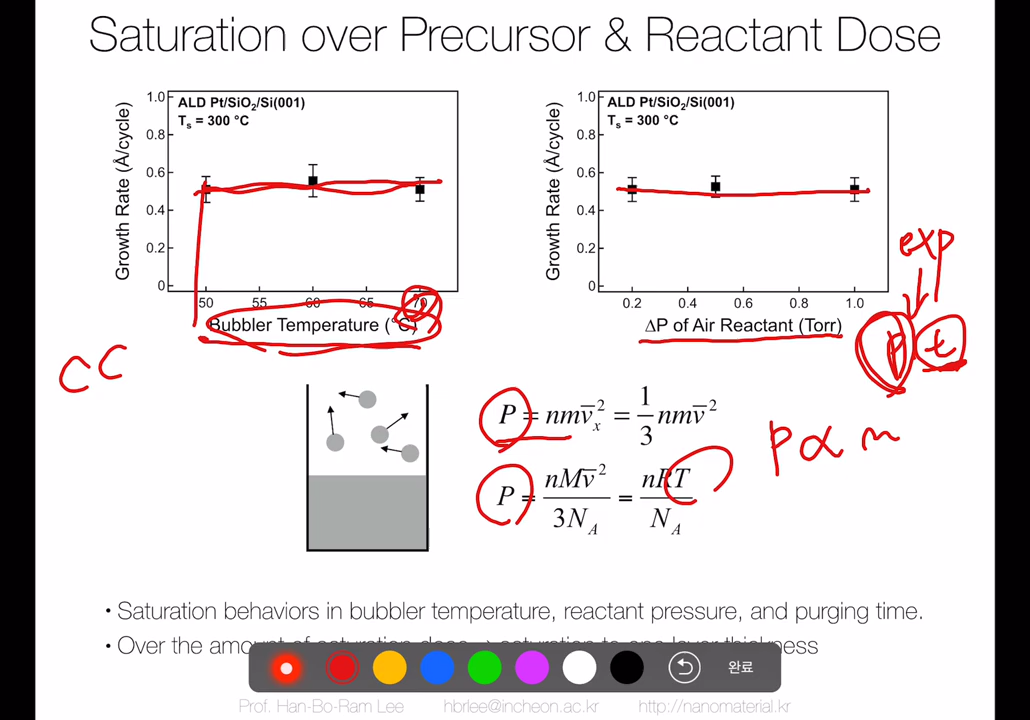 Saturation over Precursor & Reactant Dose
ALD Pt/SiO₂/Si(001)
Tₛ = 300 °C
Growth Rate (Å/cycle)
1.0
0.8
0.6
0.4
0.2
0
50 55 60 65 70
Bubbler Temperature (°C)
ALD Pt/SiO₂/Si(001)
Tₛ = 300 °C
Growth Rate (Å/cycle)
1.0
0.8
0.6
0.4
0.2
0
0.2 0.4 0.6 0.8 1.0
ΔP of Air Reactant (Torr)
exp
P t
CC
P = nmv̅ₓ² = 1/3 nmv̅²
P ∝ n
P = nMv̅²/3N_A = nRT/N_A
• Saturation behaviors in bubbler temperature, reactant pressure, and purging time.
• Over the
완료
Prof. Han-Bo-Ram Lee hbrlee@incheon.ac.kr http://nanomaterial.kr